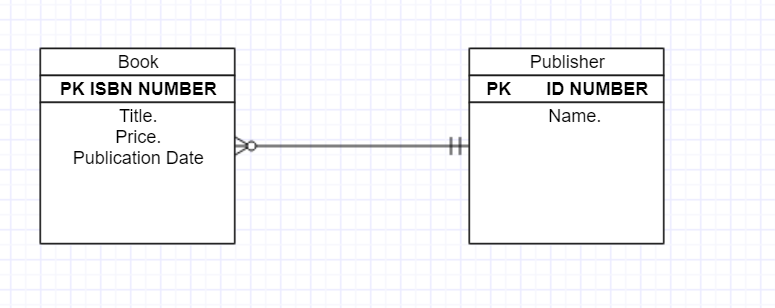 Book
PK ISBN NUMBER
Title.
Price.
Publication Date
Publisher
PK ID NUMBER
Name.